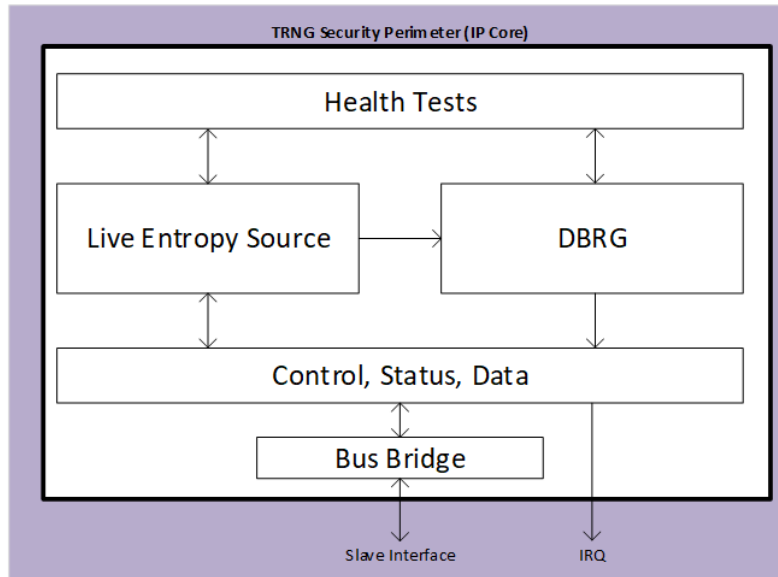 TRNG Security Perimeter (IP Core)
Health Tests
Live Entropy Source
DBRG
Control, Status, Data
Bus Bridge
Slave Interface
IRQ